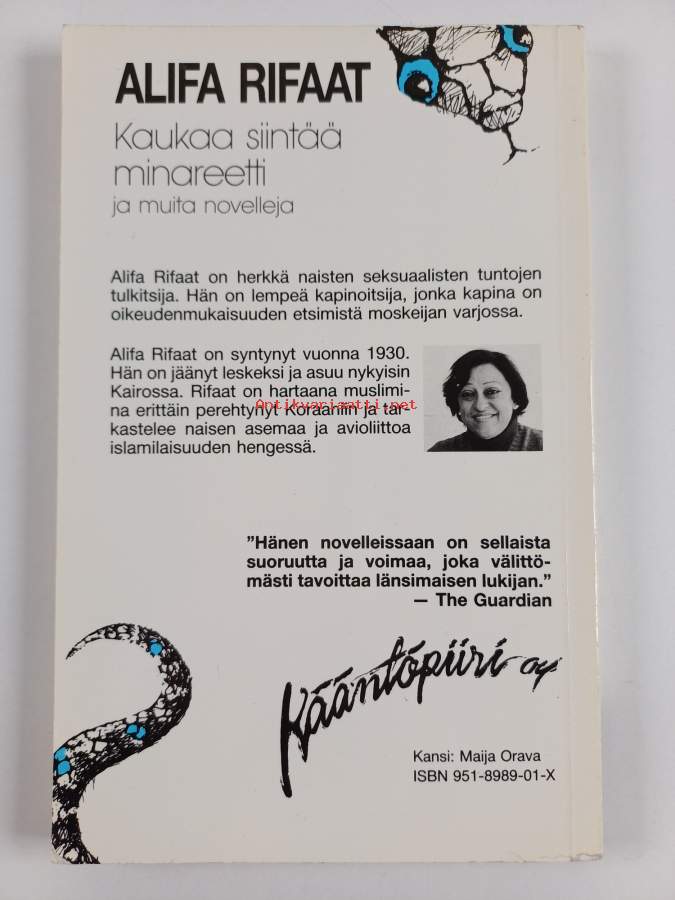 ALIFA RIFAAT
Kaukaa siintää
minareetti
ja muita novelleja
Alifa Rifaat on herkkä naisten seksuaalisten tuntojen
tulkitsija. Hän on lempeä kapinoitsija, jonka kapina on
oikeudenmukaisuuden etsimistä moskeijan varjossa.
Alifa Rifaat on syntynyt vuonna 1930.
Hän on jäänyt leskeksi ja asuu nykyisin
Kairossa. Rifaat on hartaana muslimi-
na erittäin perehtynyt Koraaniin ja tar-
Antikvariaatti.net
kastelee naisen asemaa ja avioliittoa
islamilaisuuden hengessä.
”Hänen novelleissaan on sellaista
suoruutta ja voimaa, joka välittö-
mästi tavoittaa länsimaisen lukijan.”
— The Guardian
Kääntöpiiri oy
Kansi: Maija Orava
ISBN 951-8989-01-X